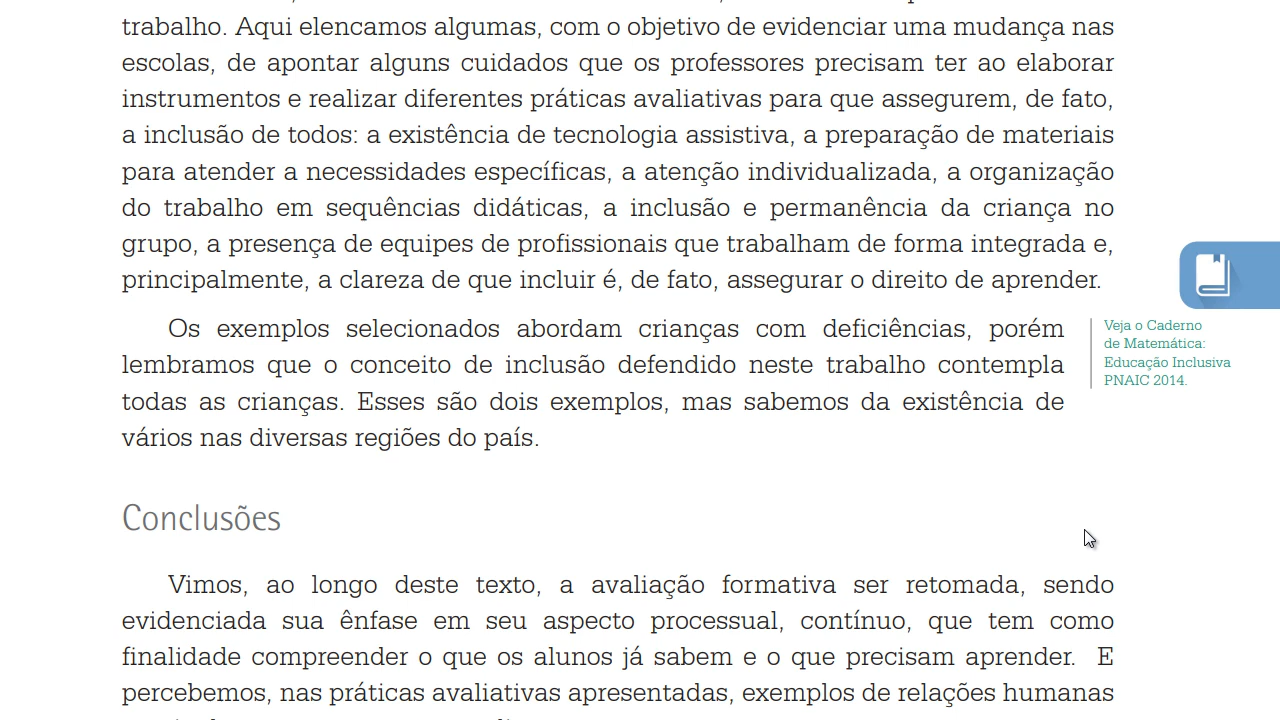 trabalho. Aqui elencamos algumas, com o objetivo de evidenciar uma mudança nas
escolas, de apontar alguns cuidados que os professores precisam ter ao elaborar
instrumentos e realizar diferentes práticas avaliativas para que assegurem, de fato,
a inclusão de todos: a existência de tecnologia assistiva, a preparação de materiais
para atender a necessidades específicas, a atenção individualizada, a organização
do trabalho em sequências didáticas, a inclusão e permanência da criança no
grupo, a presença de equipes de profissionais que trabalham de forma integrada e,
principalmente, a clareza de que incluir é, de fato, assegurar o direito de aprender.
Os exemplos selecionados abordam crianças com deficiências, porém
lembramos que o conceito de inclusão defendido neste trabalho contempla
todas as crianças. Esses são dois exemplos, mas sabemos da existência de
vários nas diversas regiões do país.
Veja o Caderno
de Matemática:
Educação Inclusiva
PNAIC 2014.
Conclusões
Vimos, ao longo deste texto, a avaliação formativa ser retomada, sendo
evidenciada sua ênfase em seu aspecto processual, contínuo, que tem como
finalidade compreender o que os alunos já sabem e o que precisam aprender. E
percebemos, nas práticas avaliativas apresentadas, exemplos de relações humanas